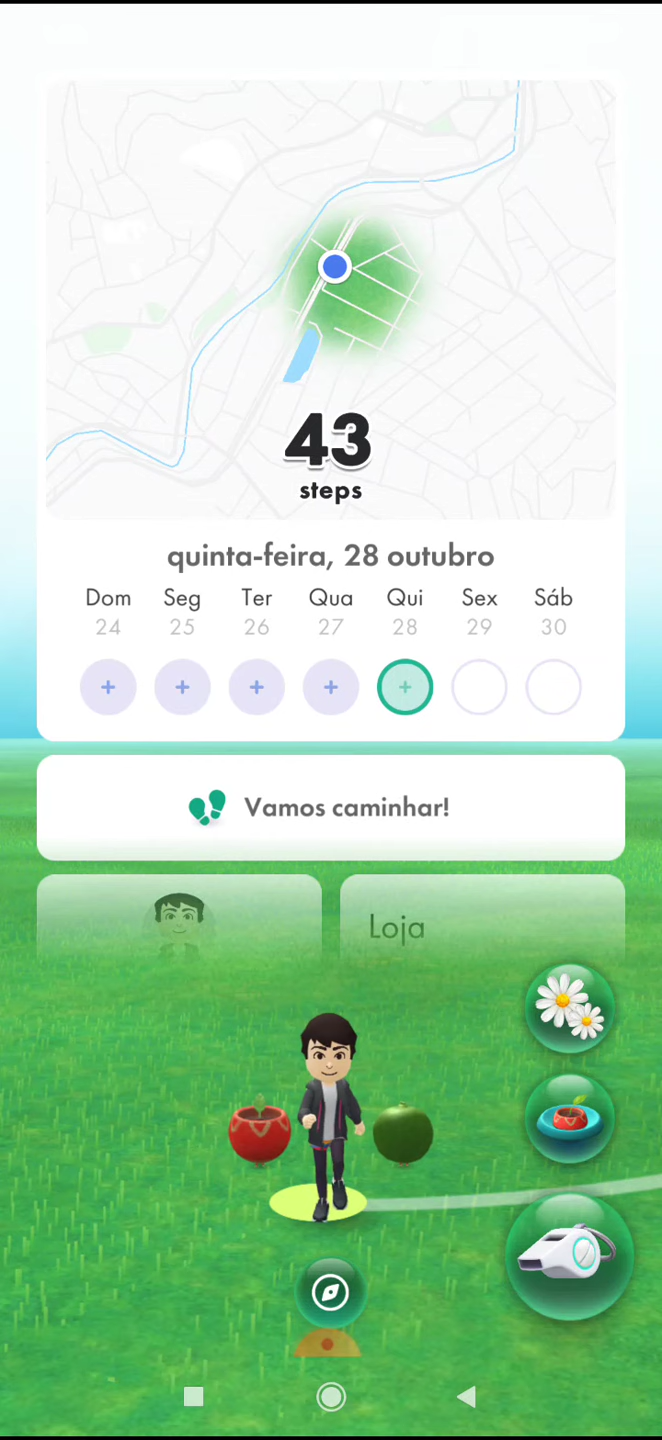 43
steps
quinta-feira, 28 outubro
Dom Seg Ter Qua Qui Sex Sáb
24 25 26 27 28 29 30
+ + + + +
Vamos caminhar!
Loja